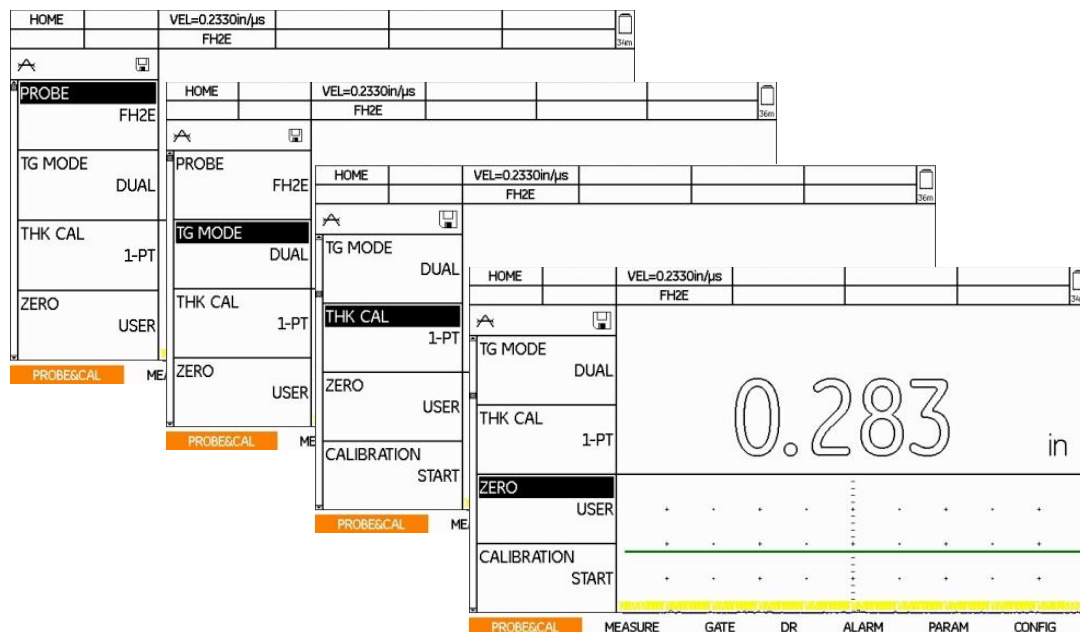 HOME VEL=0.2330in/µs
FH2E
34m
PROBE
FH2E
TG MODE
DUAL
THK CAL
1-PT
ZERO
USER
PROBE&CAL
HOME VEL=0.2330in/µs
FH2E
36m
PROBE
FH2E
TG MODE
DUAL
THK CAL
1-PT
ZERO
USER
PROBE&CAL
HOME VEL=0.2330in/µs
FH2E
36m
TG MODE
DUAL
THK CAL
1-PT
ZERO
USER
CALIBRATION
START
PROBE&CAL
HOME VEL=0.2330in/µs
FH2E
TG MODE
DUAL
THK CAL
1-PT
0.283 in
ZERO
USER
CALIBRATION
START
PROBE&CAL MEASURE GATE DR ALARM PARAM CONFIG